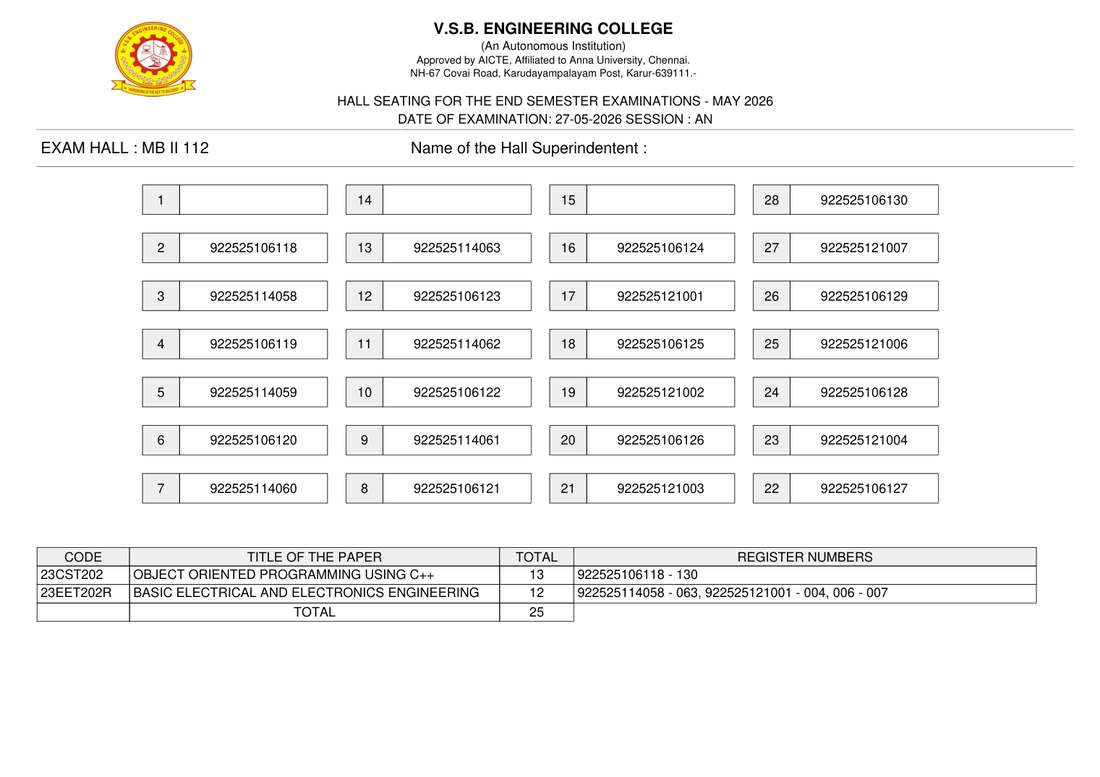 V.S.B. ENGINEERING COLLEGE
(An Autonomous Institution)
Approved by AICTE, Affiliated to Anna University, Chennai.
NH-67 Covai Road, Karudayampalayam Post, Karur-639111.-
HALL SEATING FOR THE END SEMESTER EXAMINATIONS - MAY 2026
DATE OF EXAMINATION: 27-05-2026 SESSION : AN
EXAM HALL : MB II 112 Name of the Hall Superindentent :
1 14 15 28 922525106130
2 922525106118 13 922525114063 16 922525106124 27 922525121007
3 922525114058 12 922525106123 17 922525121001 26 922525106129
4 922525106119 11 922525114062 18 922525106125 25 922525121006
5 922525114059 10 922525106122 19 922525121002 24 922525106128
6 922525106120 9 922525114061 20 922525106126 23 922525121004
7 922525114060 8 922525106121 21 922525121003 22 922525106127
CODE TITLE OF THE PAPER TOTAL REGISTER NUMBERS
23CST202 OBJECT ORIENTED PROGRAMMING USING C++ 13 922525106118 - 130
23EET202R BASIC ELECTRICAL AND ELECTRONICS ENGINEERING 12 922525114058 - 063, 922525121001 - 004, 006 - 007
TOTAL 25